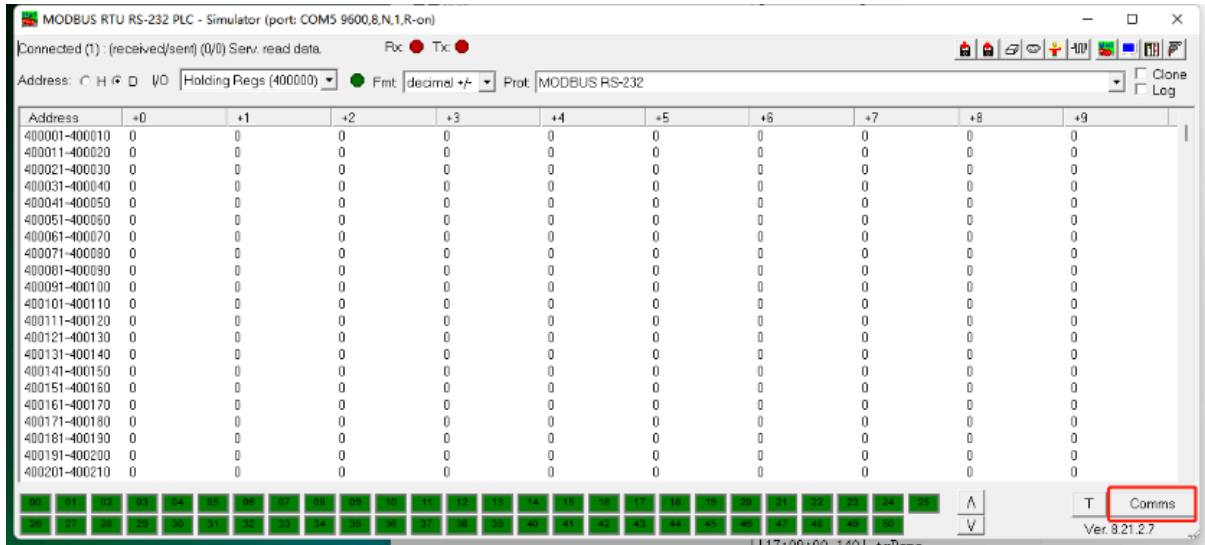 MODBUS RTU RS-232 PLC - Simulator (port: COM5 9600,8,N,1,R-on)
Connected (1) : (received/sent) (0/0) Serv. read data. Rx: Tx:
Address: H D I/O Holding Regs (400000) Fmt: decimal +/- Prot: MODBUS RS-232 Clone
Log
Address +0 +1 +2 +3 +4 +5 +6 +7 +8 +9
400001-400010 0 0 0 0 0 0 0 0 0 0
400011-400020 0 0 0 0 0 0 0 0 0 0
400021-400030 0 0 0 0 0 0 0 0 0 0
400031-400040 0 0 0 0 0 0 0 0 0 0
400041-400050 0 0 0 0 0 0 0 0 0 0
400051-400060 0 0 0 0 0 0 0 0 0 0
400061-400070 0 0 0 0 0 0 0 0 0 0
400071-400080 0 0 0 0 0 0 0 0 0 0
400081-400090 0 0 0 0 0 0 0 0 0 0
400091-400100 0 0 0 0 0 0 0 0 0 0
400101-400110 0 0 0 0 0 0 0 0 0 0
400111-400120 0 0 0 0 0 0 0 0 0 0
400121-400130 0 0 0 0 0 0 0 0 0 0
400131-400140 0 0 0 0 0 0 0 0 0 0
400141-400150 0 0 0 0 0 0 0 0 0 0
400151-400160 0 0 0 0 0 0 0 0 0 0
400161-400170 0 0 0 0 0 0 0 0 0 0
400171-400180 0 0 0 0 0 0 0 0 0 0
400181-400190 0 0 0 0 0 0 0 0 0 0
400191-400200 0 0 0 0 0 0 0 0 0 0
400201-400210 0 0 0 0 0 0 0 0 0 0
00 01 02 03 04 05 06 07 08 09 10 11 12 13 14 15 16 17 18 19 20 21 22 23 24 25 T Comms
26 27 28 29 30 31 32 33 34 35 36 37 38 39 40 41 42 43 44 45 46 47 48 49 50 Ver. 8.21.2.7